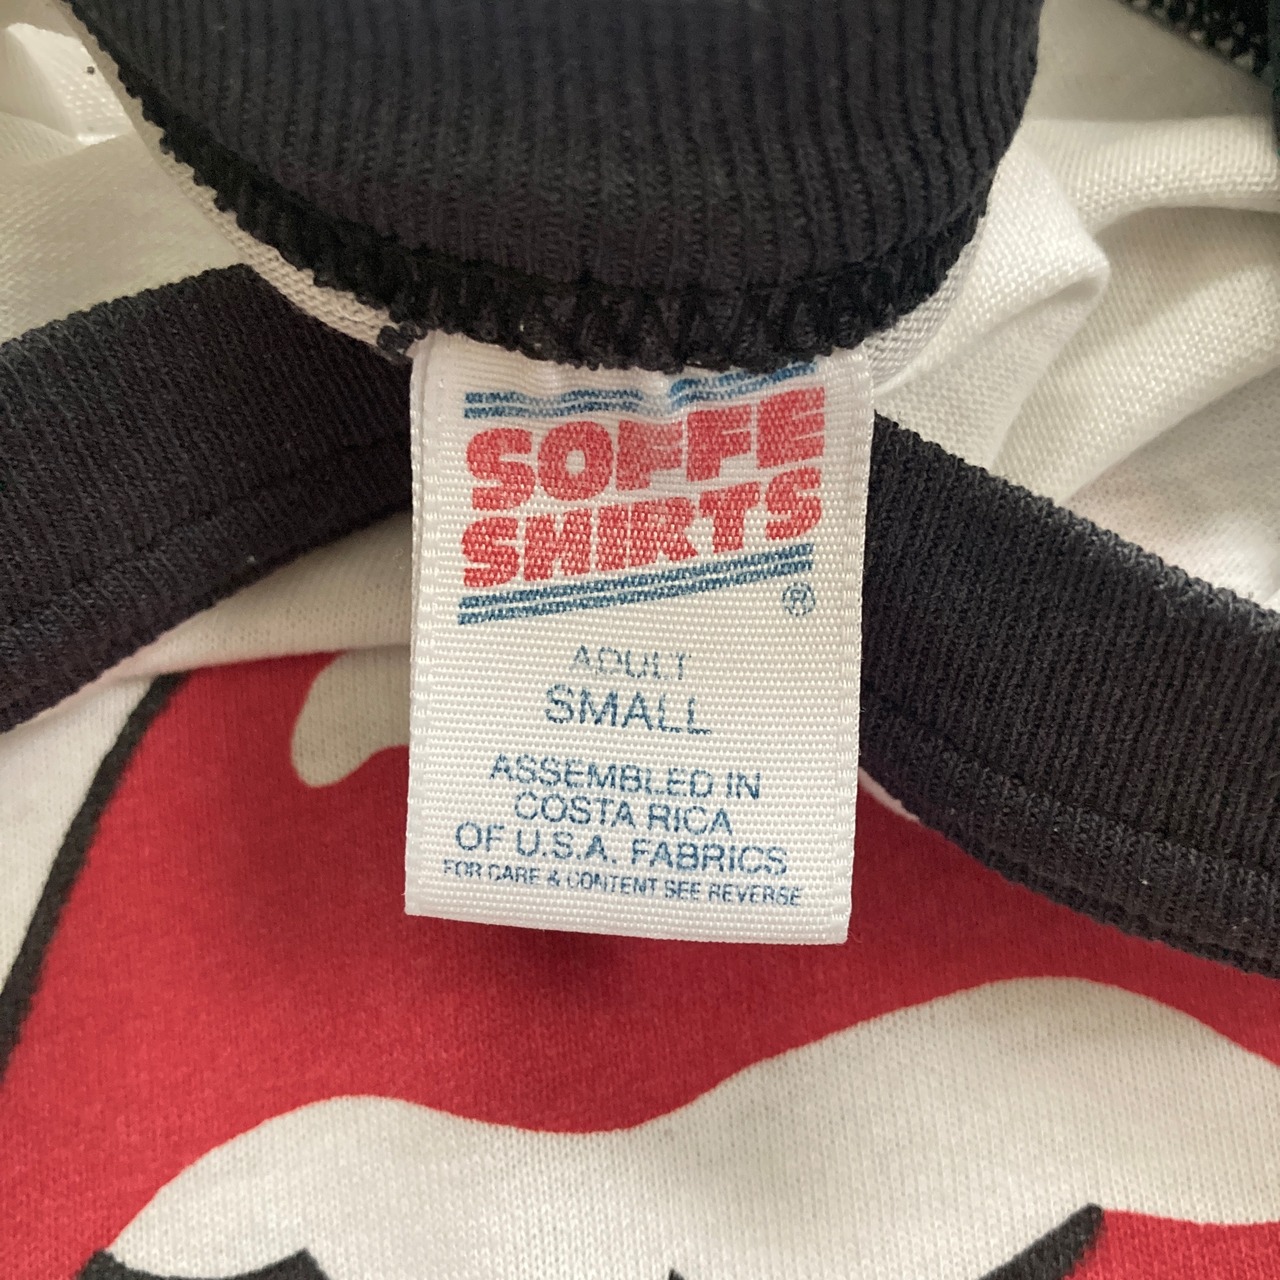 SOFFE
SHIRTS
®
ADULT
SMALL
ASSEMBLED IN
COSTA RICA
OF U.S.A. FABRICS
FOR CARE & CONTENT SEE REVERSE